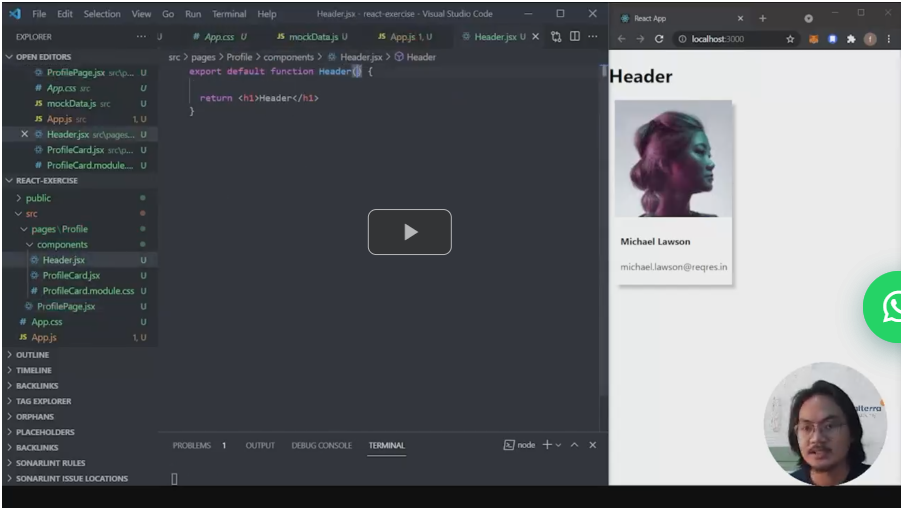 File Edit Selection View Go Run Terminal Help Header.jsx - react-exercise - Visual Studio Code
EXPLORER
OPEN EDITORS
ProfilePage.jsx src\p... U
App.css src U
mockData.js src U
JS App.js src 1, U
Header.jsx src\pages... U
ProfileCard.jsx src\p... U
# ProfileCard.module.... U
REACT-EXERCISE
public
src
pages\Profile
components
Header.jsx U
ProfileCard.jsx U
# ProfileCard.module.css U
ProfilePage.jsx U
# App.css U
JS App.js 1, U
OUTLINE
TIMELINE
BACKLINKS
TAG EXPLORER
ORPHANS
PLACEHOLDERS
BACKLINKS
SONARLINT RULES
SONARLINT ISSUE LOCATIONS
U # App.css U JS mockData.js U JS App.js 1, U Header.jsx U
src > pages > Profile > components > Header.jsx > Header
export default function Header() {
return <h1>Header</h1>
}
PROBLEMS 1 OUTPUT DEBUG CONSOLE TERMINAL node
React App
localhost:3000
Header
Michael Lawson
michael.lawson@reqres.in